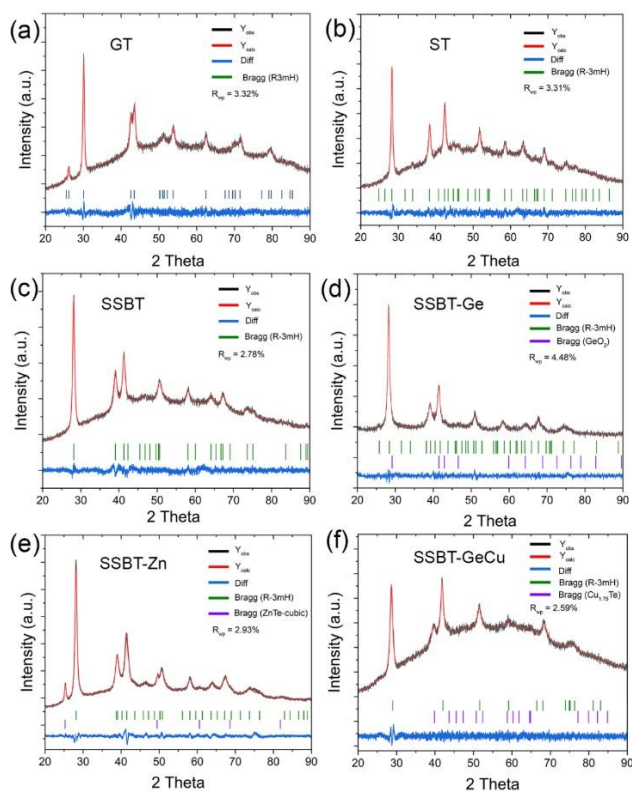 (a)
GT
Y_obs
Y_calc
Diff
Bragg (R3mH)
R_wp = 3.32%
Intensity (a.u.)
20 30 40 50 60 70 80 90
2 Theta
(b)
ST
Y_obs
Y_calc
Diff
Bragg (R-3mH)
R_wp = 3.31%
Intensity (a.u.)
20 30 40 50 60 70 80 90
2 Theta
(c)
SSBT
Y_obs
Y_calc
Diff
Bragg (R-3mH)
R_wp = 2.78%
Intensity (a.u.)
20 30 40 50 60 70 80 90
2 Theta
(d)
SSBT-Ge
Y_obs
Y_calc
Diff
Bragg (R-3mH)
Bragg (GeO₂)
R_wp = 4.48%
Intensity (a.u.)
20 30 40 50 60 70 80 90
2 Theta
(e)
SSBT-Zn
Y_obs
Y_calc
Diff
Bragg (R-3mH)
Bragg (ZnTe-cubic)
R_wp = 2.93%
Intensity (a.u.)
20 30 40 50 60 70 80 90
2 Theta
(f)
SSBT-GeCu
Y_obs
Y_calc
Diff
Bragg (R-3mH)
Bragg (Cu₁.₇₅Te)
R_wp = 2.59%
Intensity (a.u.)
20 30 40 50 60 70 80 90
2 Theta